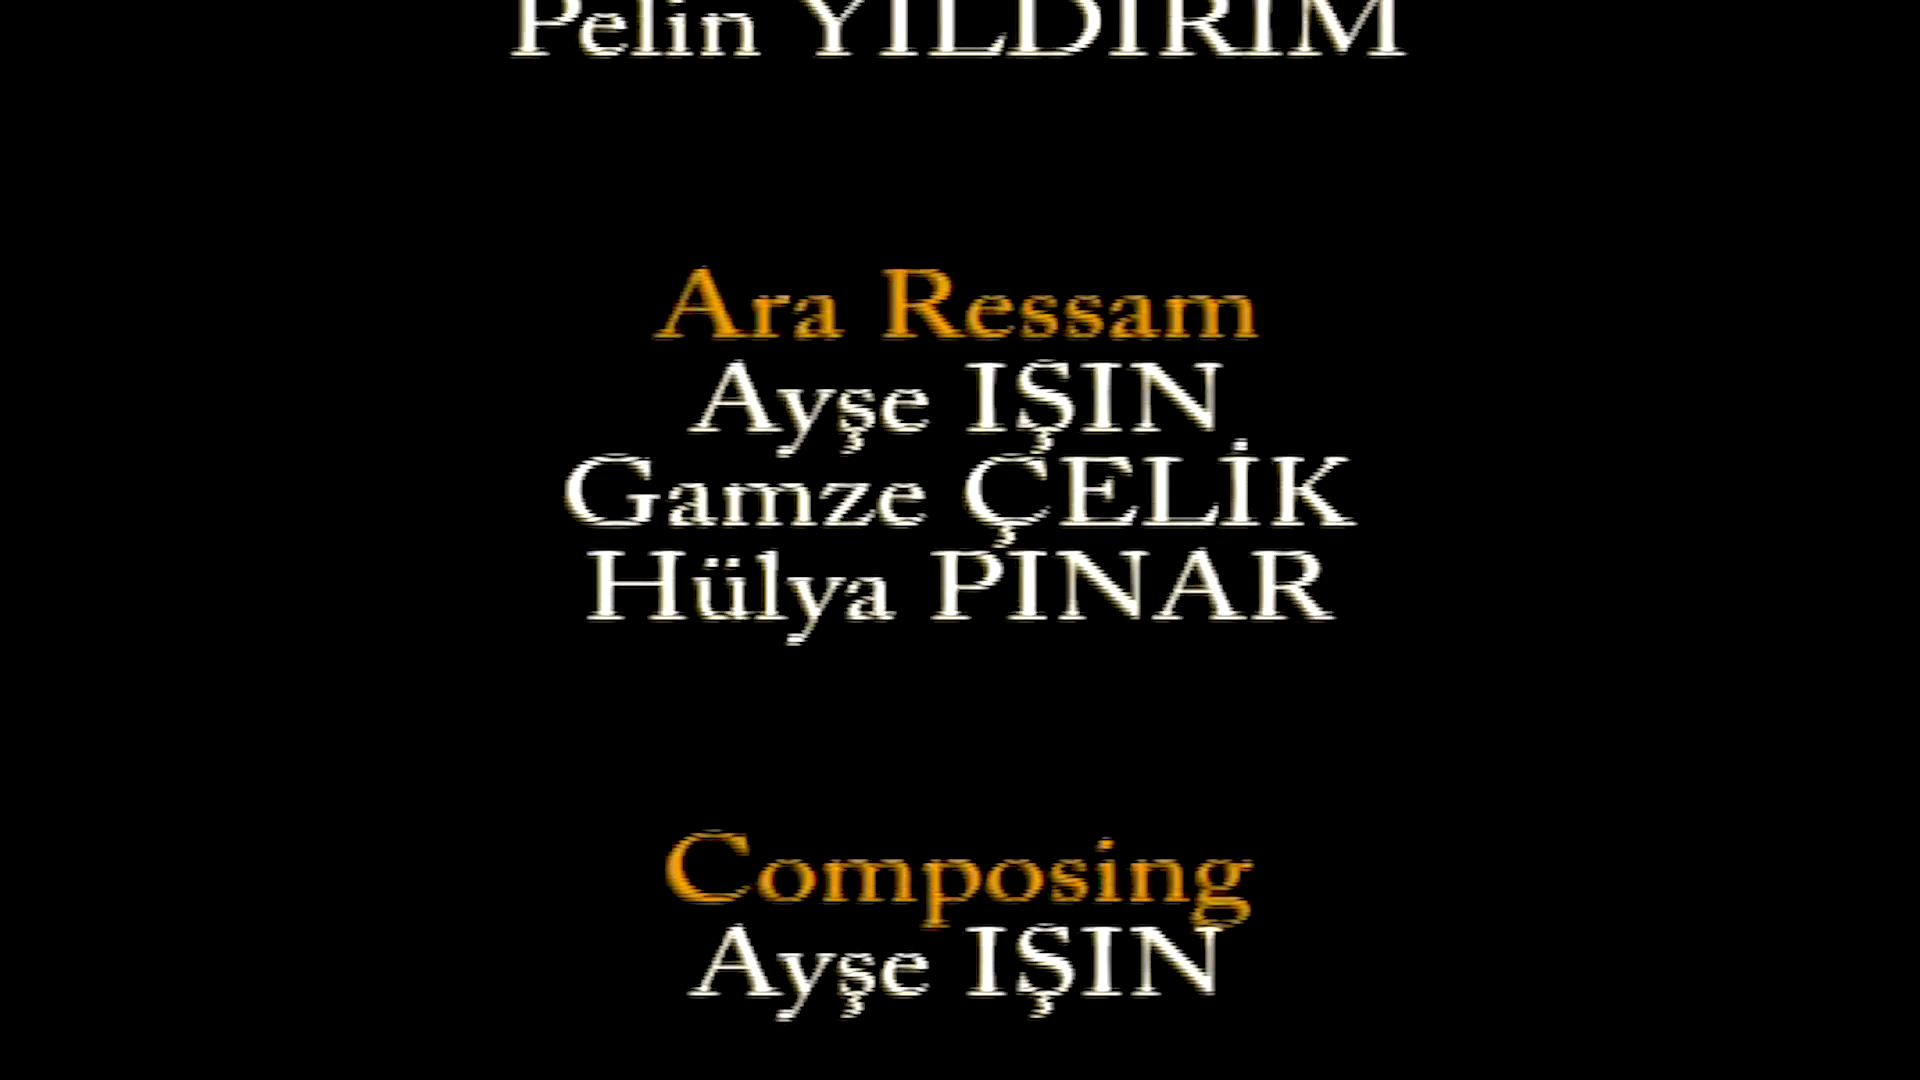 Pelin YILDIRIM
Ara Ressam
Ayşe IŞIN
Gamze ÇELİK
Hülya PINAR
Composing
Ayşe IŞIN